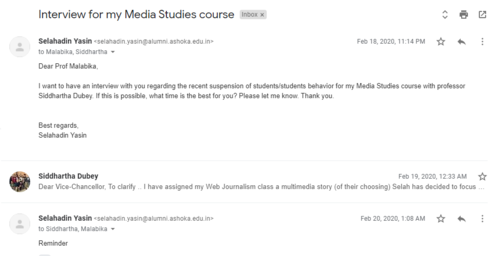 Interview for my Media Studies course Inbox x
Selahadin Yasin <selahadin.yasin@alumni.ashoka.edu.in> Feb 18, 2020, 11:14 PM
to Malabika, Siddhartha
Dear Prof Malabika,
I want to have an interview with you regarding the recent suspension of students/students behavior for my Media Studies course with professor
Siddhartha Dubey. If this is possible, what time is the best for you? Please let me know. Thank you.
Best regards,
Selahadin Yasin
Siddhartha Dubey Feb 19, 2020, 12:33 AM
Dear Vice-Chancellor, To clarify .. I have assigned my Web Journalism class a multimedia story (of their choosing) Selah has decided to focus ...
Selahadin Yasin <selahadin.yasin@alumni.ashoka.edu.in> Feb 20, 2020, 1:08 AM
to Siddhartha, Malabika
Reminder